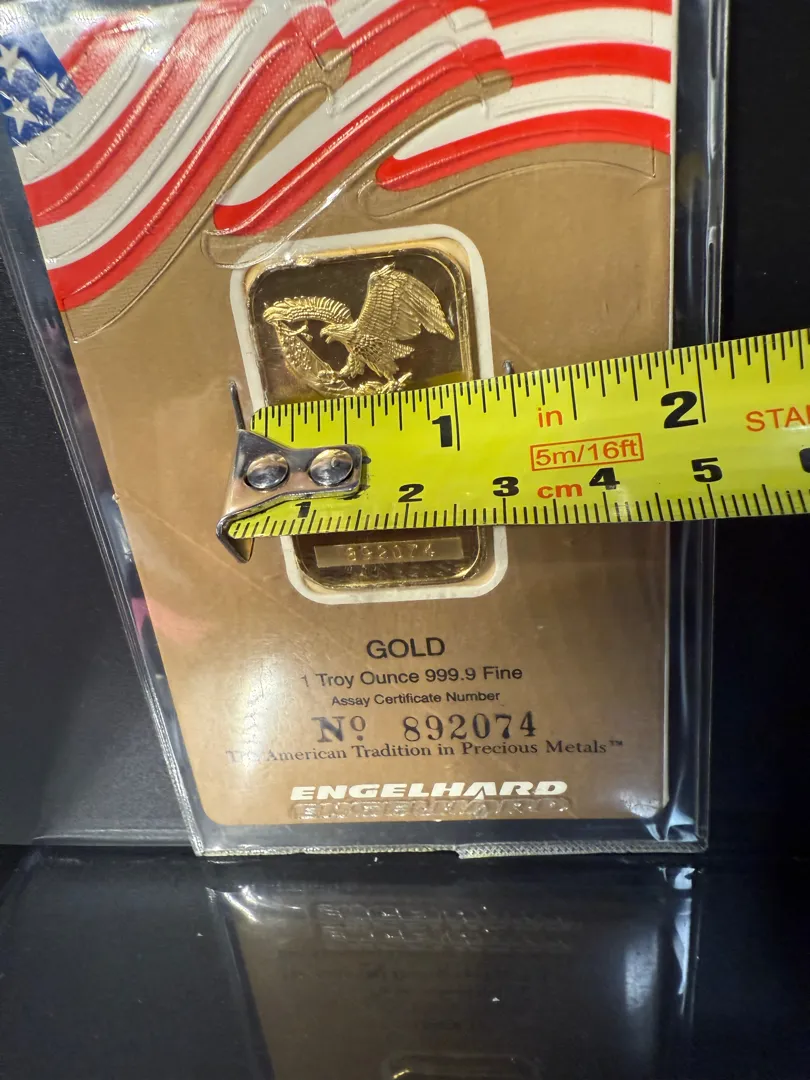 1 2
in STA
5m/16ft
1 2 3 cm 4 5
892074
GOLD
1 Troy Ounce 999.9 Fine
Assay Certificate Number
Nº 892074
The American Tradition in Precious Metals™
ENGELHARD